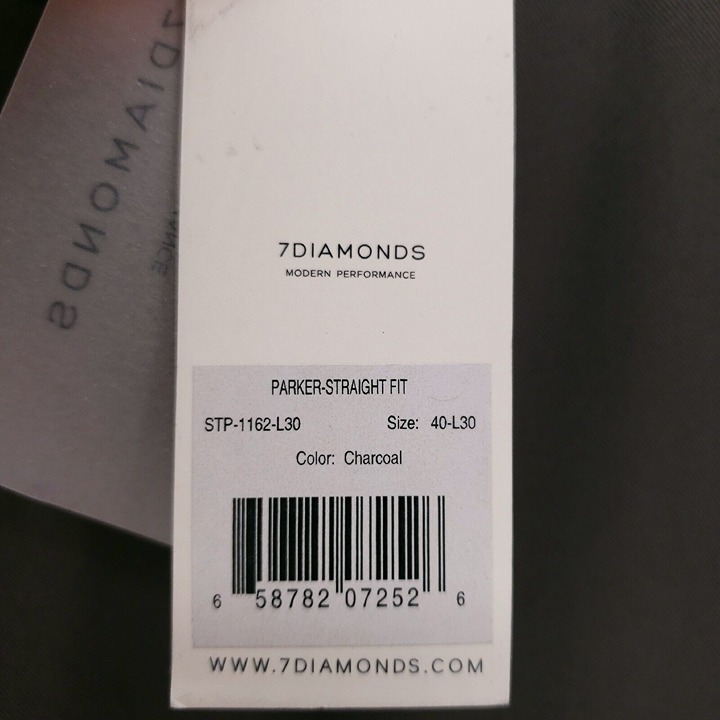 7DIAMONDS
7DIAMONDS
MODERN PERFORMANCE
PARKER-STRAIGHT FIT
STP-1162-L30 Size: 40-L30
Color: Charcoal
6 58782 07252 6
WWW.7DIAMONDS.COM